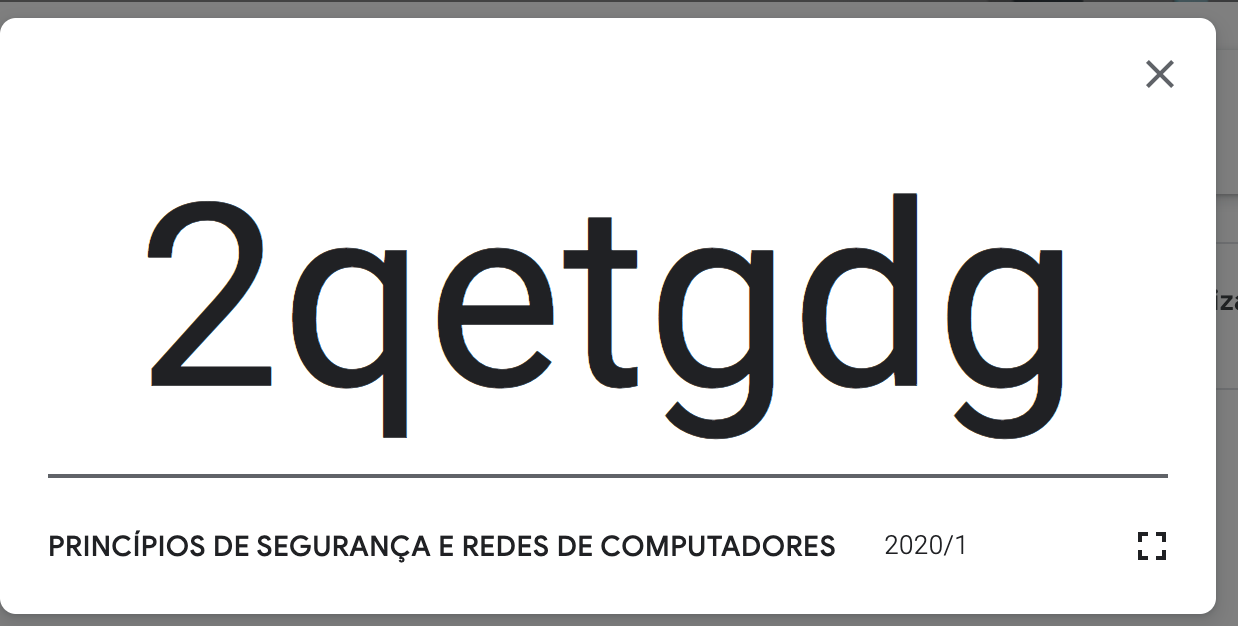 2qetgdg
PRINCÍPIOS DE SEGURANÇA E REDES DE COMPUTADORES 2020/1